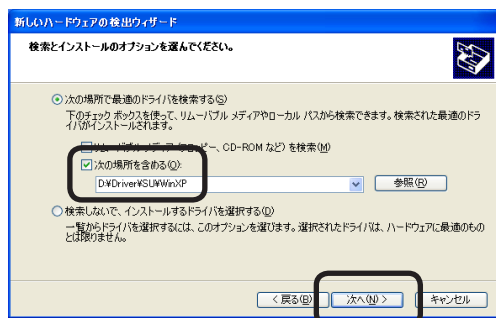 新しいハードウェアの検出ウィザード
検索とインストールのオプションを選んでください。
次の場所で最適のドライバを検索する(S)
下のチェック ボックスを使って、リムーバブル メディアやローカル パスから検索できます。検索された最適のドラ
イバがインストールされます。
リムーバブル メディア (フロッピー、CD-ROM など) を検索(M)
次の場所を含める(O):
D:¥Driver¥SU¥WinXP
参照(R)
検索しないで、インストールするドライバを選択する(D)
一覧からドライバを選択するには、このオプションを選びます。選択されたドライバは、ハードウェアに最適のもの
とは限りません。
< 戻る(B) 次へ(N) > キャンセル